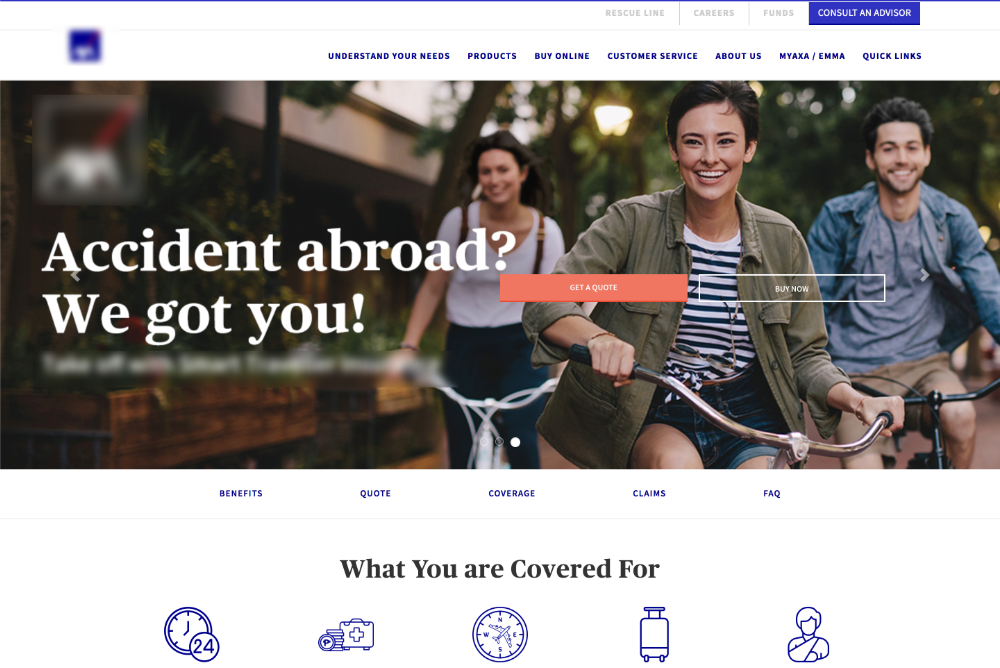 RESCUE LINE
CAREERS
FUNDS
CONSULT AN ADVISOR
UNDERSTAND YOUR NEEDS
PRODUCTS
BUY ONLINE
CUSTOMER SERVICE
ABOUT US
MYAXA / EMMA
QUICK LINKS
Accident abroad?
We got you!
GET A QUOTE
BUY NOW
BENEFITS
QUOTE
COVERAGE
CLAIMS
FAQ
What You are Covered For
24
P
N
W E
S